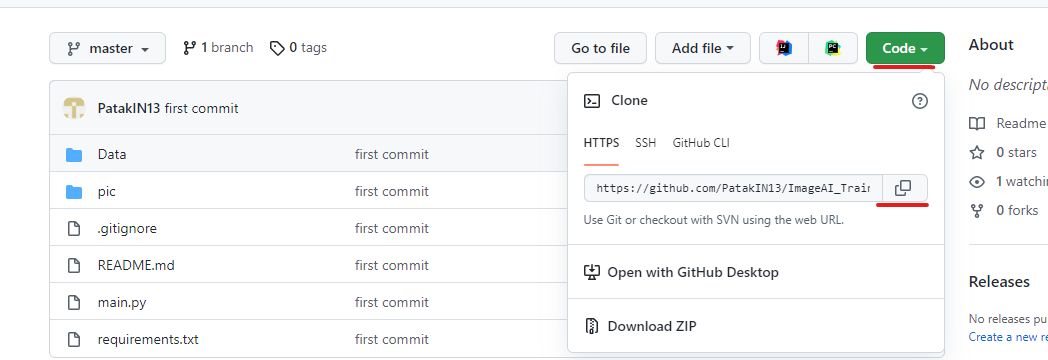 master
1 branch
0 tags
Go to file
Add file
Code
About
PatakIN13 first commit
Clone
No descripti
Data first commit
HTTPS SSH GitHub CLI
Readme
0 stars
pic first commit
https://github.com/PatakIN13/ImageAI_Train
1 watchin
.gitignore first commit
Use Git or checkout with SVN using the web URL.
0 forks
README.md first commit
Open with GitHub Desktop
Releases
main.py first commit
No releases pu
Download ZIP
requirements.txt first commit
Create a new re